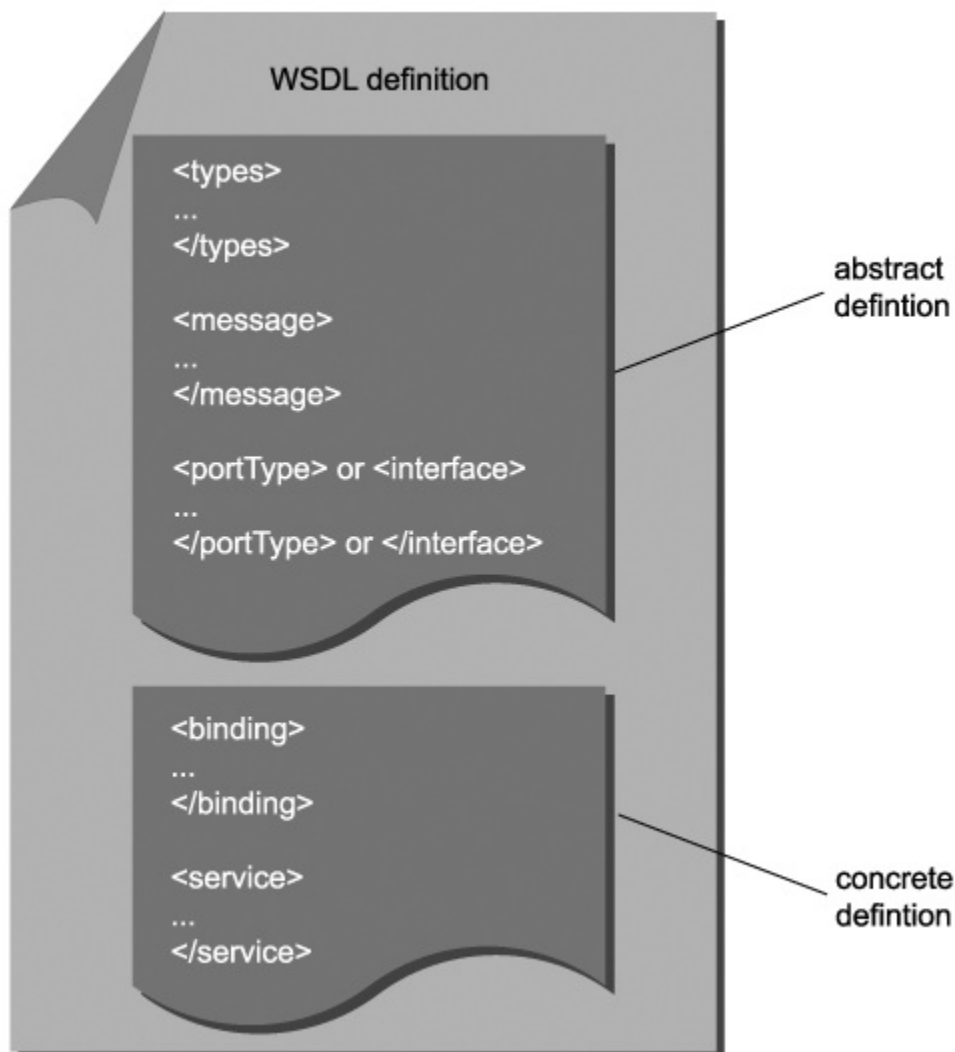 WSDL definition
<types>
...
</types>
<message>
...
</message>
<portType> or <interface>
...
</portType> or </interface>
abstract
defintion
<binding>
...
</binding>
<service>
...
</service>
concrete
defintion